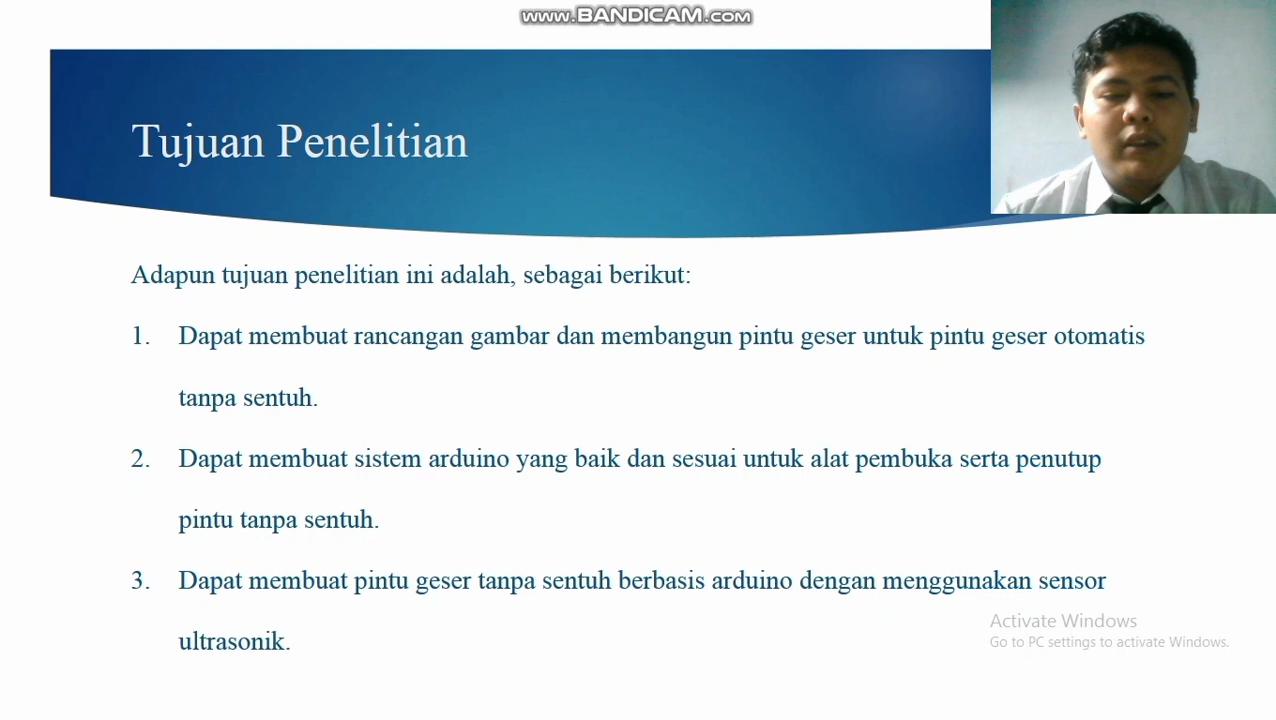 www.BANDICAM.com
Tujuan Penelitian
Adapun tujuan penelitian ini adalah, sebagai berikut:
1. Dapat membuat rancangan gambar dan membangun pintu geser untuk pintu geser otomatis
tanpa sentuh.
2. Dapat membuat sistem arduino yang baik dan sesuai untuk alat pembuka serta penutup
pintu tanpa sentuh.
3. Dapat membuat pintu geser tanpa sentuh berbasis arduino dengan menggunakan sensor
ultrasonik.
Activate Windows
Go to PC settings to activate Windows.